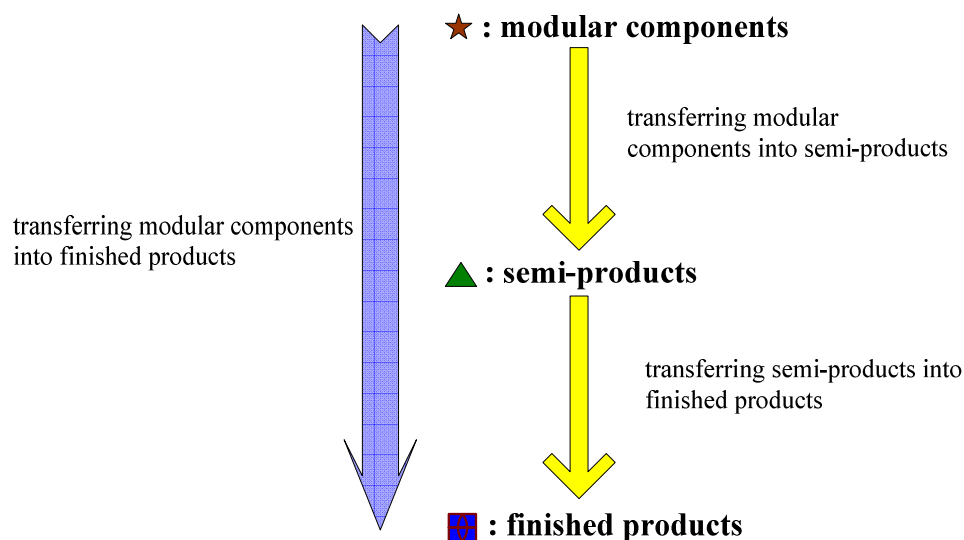 : modular components
transferring modular
components into semi-products
transferring modular components
into finished products
: semi-products
transferring semi-products into
finished products
: finished products